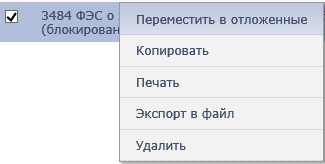 3484 ФЭС о
(блокирован
Переместить в отложенные
Копировать
Печать
Экспорт в файл
Удалить